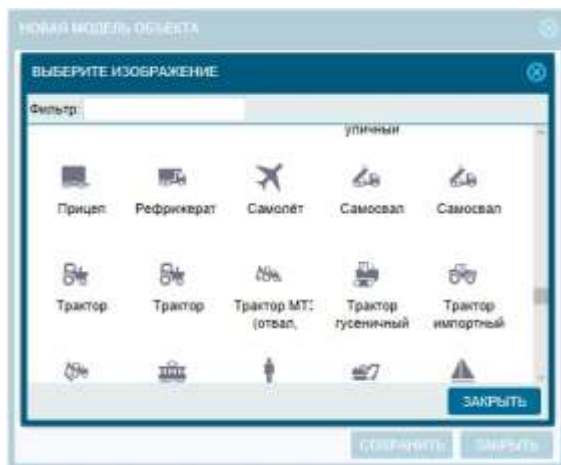 НОВАЯ МОДЕЛЬ ОБЪЕКТА
ВЫБЕРИТЕ ИЗОБРАЖЕНИЕ
Фильтр:
уличный
Прицеп Рефрижерат Самолёт Самосвал Самосвал
Трактор Трактор Трактор МТЗ Трактор Трактор
(отвал, гусеничный импортный
ЗАКРЫТЬ
СОХРАНИТЬ ЗАКРЫТЬ